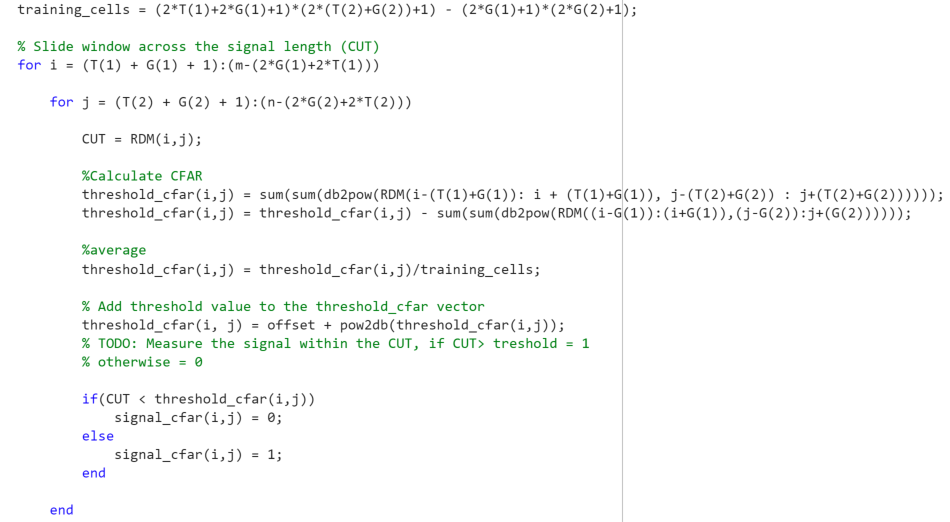 training_cells = (2*T(1)+2*G(1)+1)*(2*(T(2)+G(2))+1) - (2*G(1)+1)*(2*G(2)+1);
% Slide window across the signal length (CUT)
for i = (T(1) + G(1) + 1):(m-(2*G(1)+2*T(1)))
for j = (T(2) + G(2) + 1):(n-(2*G(2)+2*T(2)))
CUT = RDM(i,j);
%Calculate CFAR
threshold_cfar(i,j) = sum(sum(db2pow(RDM(i-(T(1)+G(1)): i + (T(1)+G(1)), j-(T(2)+G(2)) : j+(T(2)+G(2))))));
threshold_cfar(i,j) = threshold_cfar(i,j) - sum(sum(db2pow(RDM((i-G(1)):(i+G(1)),(j-G(2)):j+(G(2))))));
%average
threshold_cfar(i,j) = threshold_cfar(i,j)/training_cells;
% Add threshold value to the threshold_cfar vector
threshold_cfar(i, j) = offset + pow2db(threshold_cfar(i,j));
% TODO: Measure the signal within the CUT, if CUT> treshold = 1
% otherwise = 0
if(CUT < threshold_cfar(i,j))
signal_cfar(i,j) = 0;
else
signal_cfar(i,j) = 1;
end
end